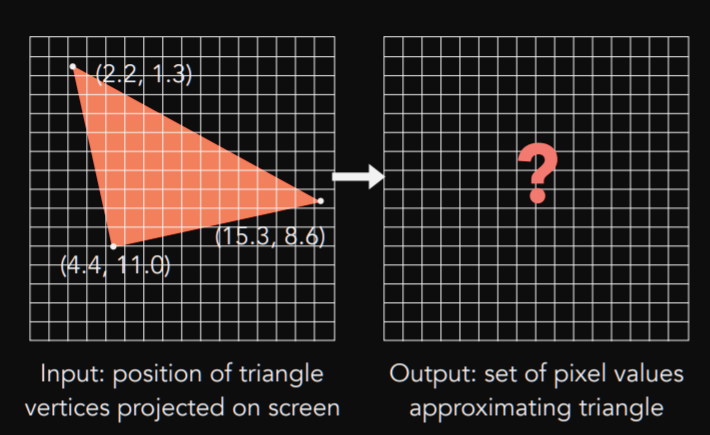 (2.2, 1.3)
?
(15.3, 8.6)
(4.4, 11.0)
Input: position of triangle
vertices projected on screen
Output: set of pixel values
approximating triangle